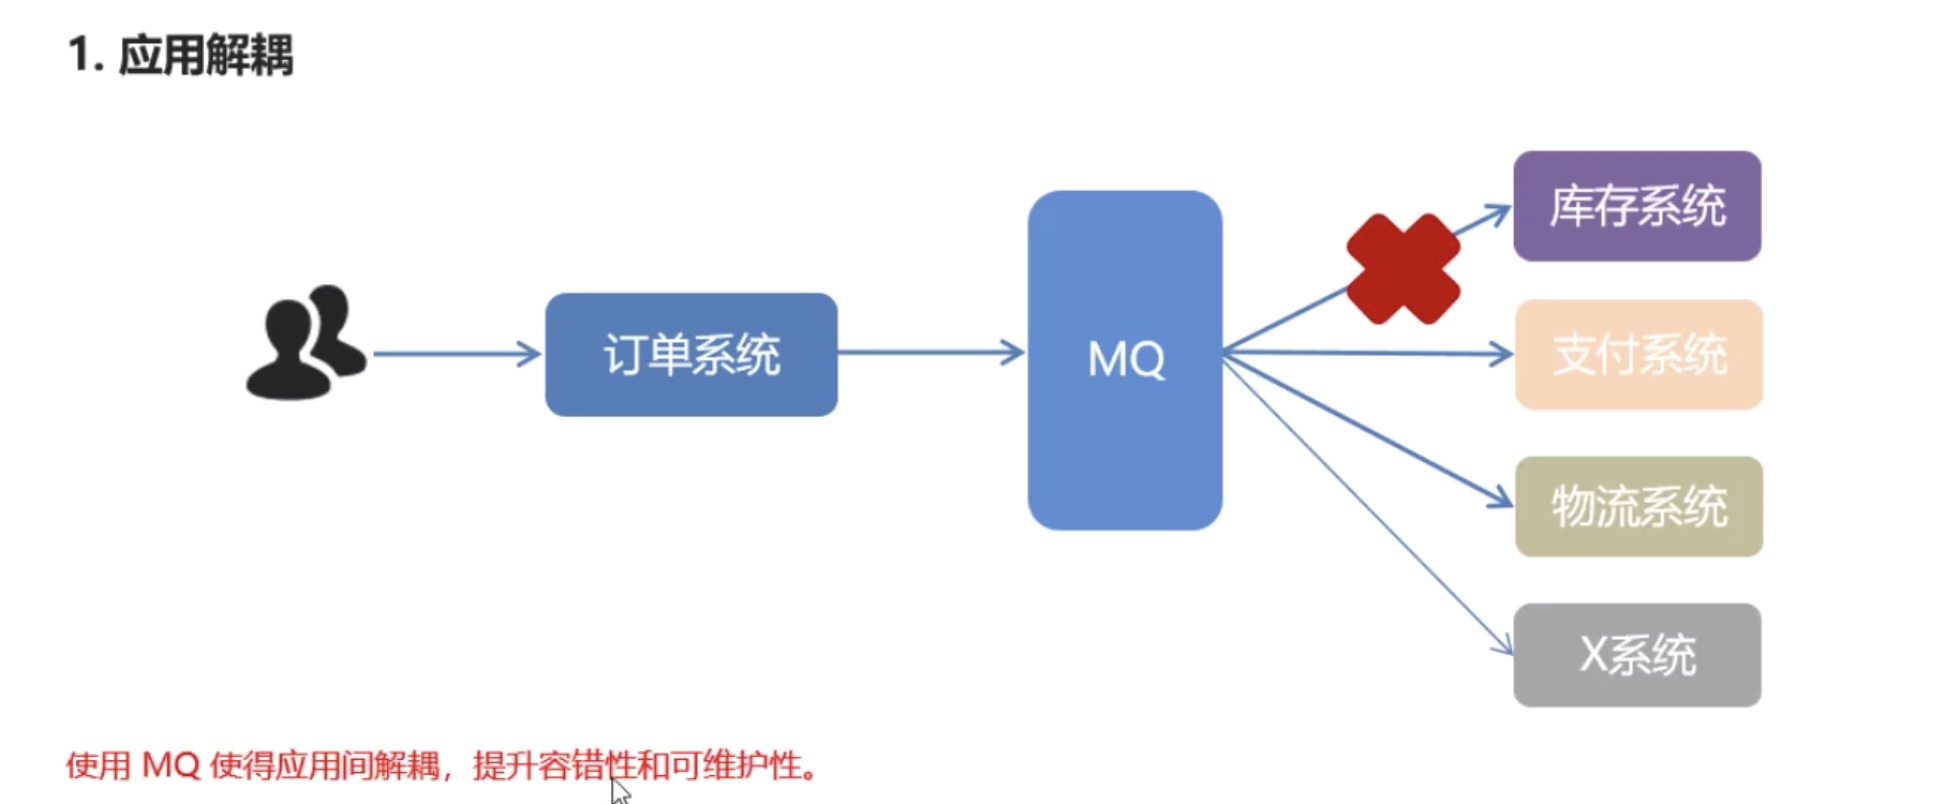 1. 应用解耦
订单系统
MQ
库存系统
支付系统
物流系统
X系统
使用 MQ 使得应用间解耦，提升容错性和可维护性。